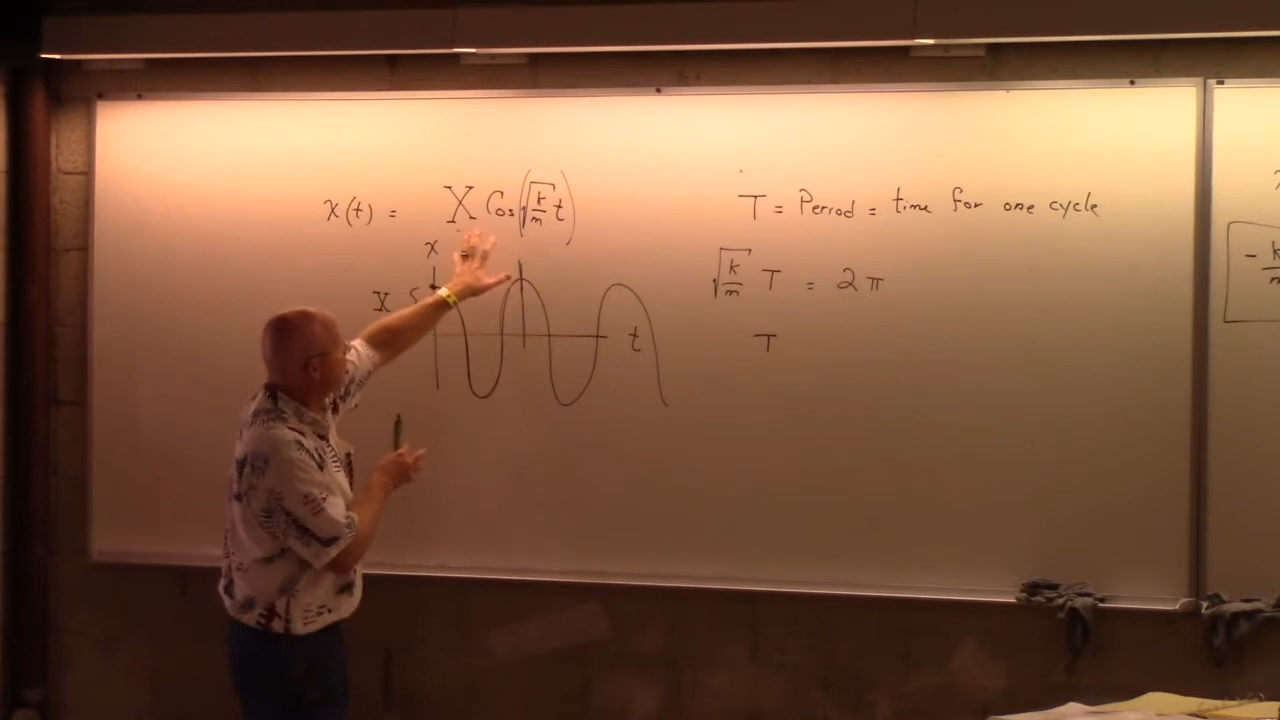 x(t) = X Cos(√(k/m) t)
T = Period = time for one cycle
x
√(k/m) T = 2π
X
t
T
- k/m